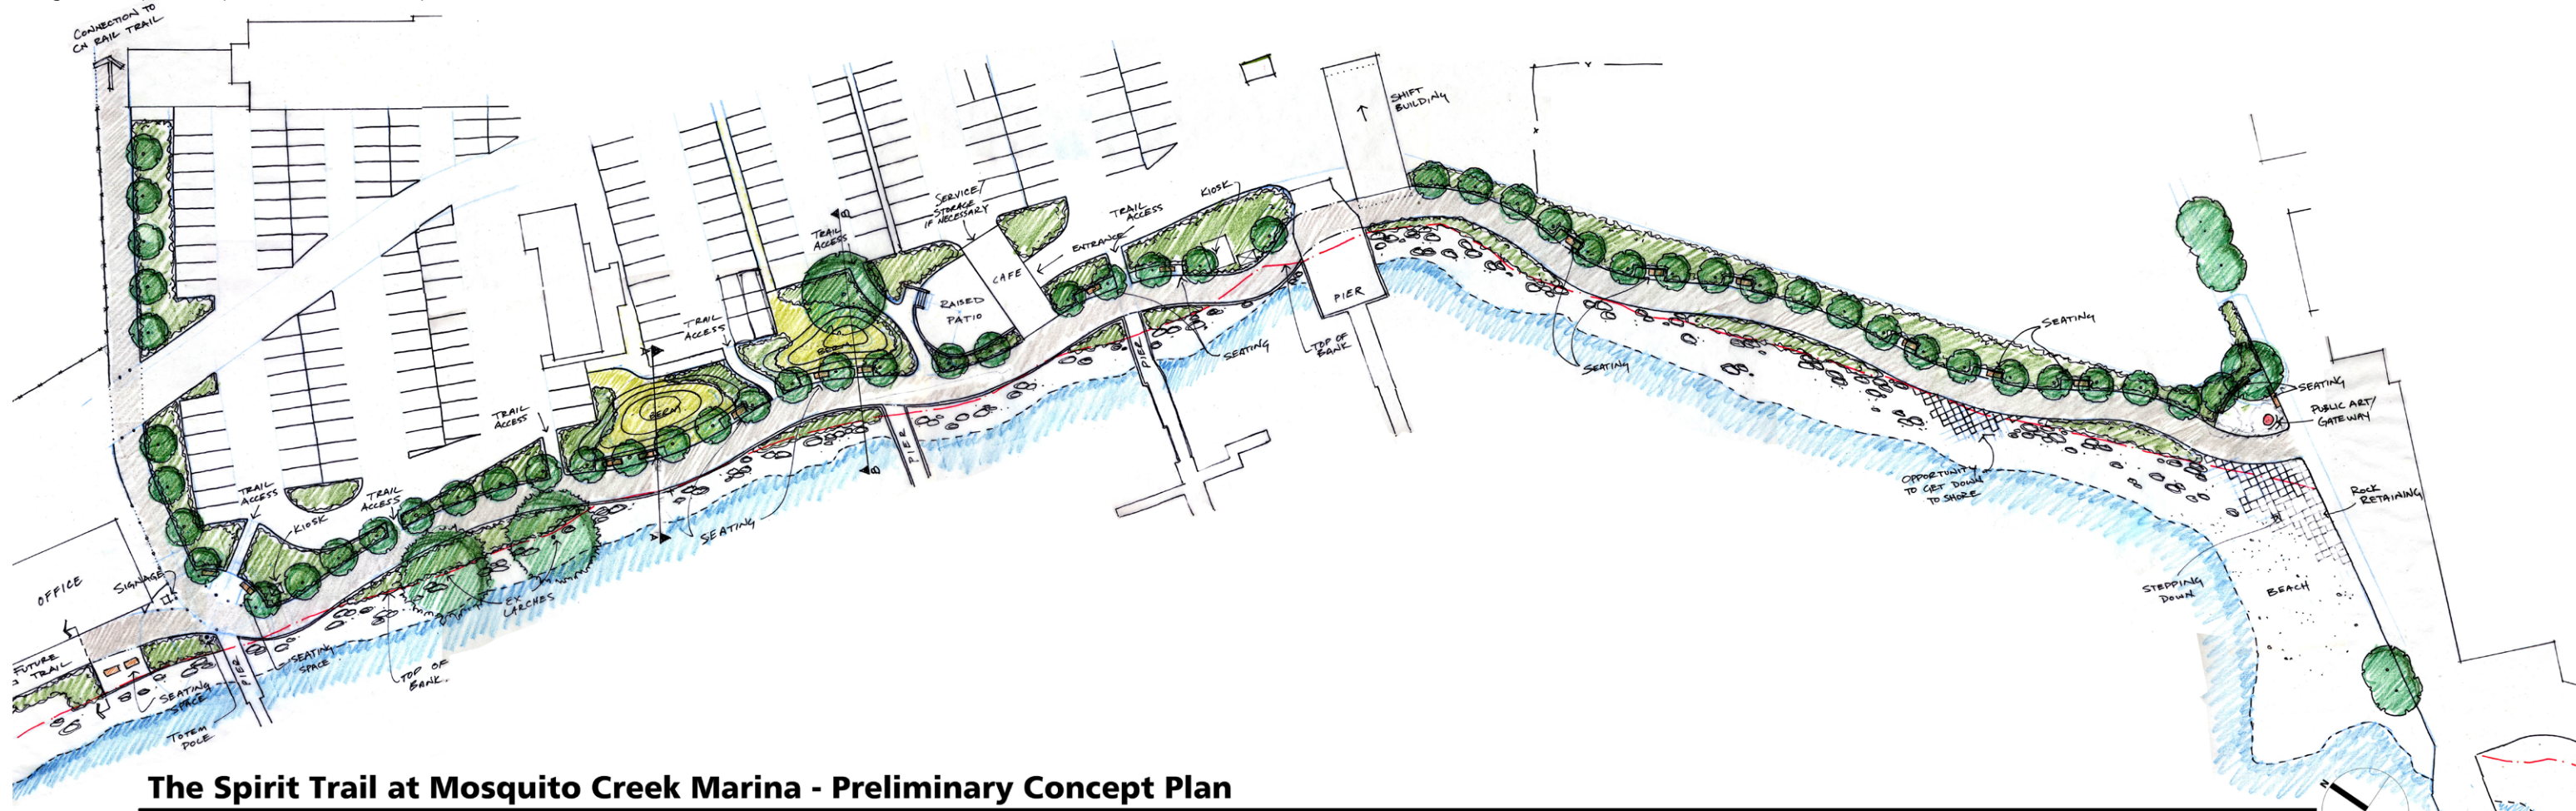 CONNECTION TO
CN RAIL TRAIL
SHIFT
BUILDING
SERVICE/
STORAGE
IF NECESSARY
KIOSK
TRAIL
ACCESS
ENTRANCE
B
TRAIL
ACCESS
CAFE
RAISED
PATIO
PIER
TOP OF
BANK
SEATING
PIER
SEATING
SEATING
TRAIL
ACCESS
BERM
A
BERM
B
PIER
TRAIL
ACCESS
SEATING
A
SEATING
PUBLIC ART/
GATEWAY
OPPORTUNITY
TO GET DOWN
TO SHORE
ROCK
RETAINING
STEPPING
DOWN
BEACH
TRAIL
ACCESS
KIOSK
TRAIL
ACCESS
OFFICE
SIGNAGE
EX
LARCHES
FUTURE
TRAIL
SEATING
SPACE
PIER
SEATING
SPACE
TOP OF
BANK
TOTEM
POLE
N
The Spirit Trail at Mosquito Creek Marina - Preliminary Concept Plan